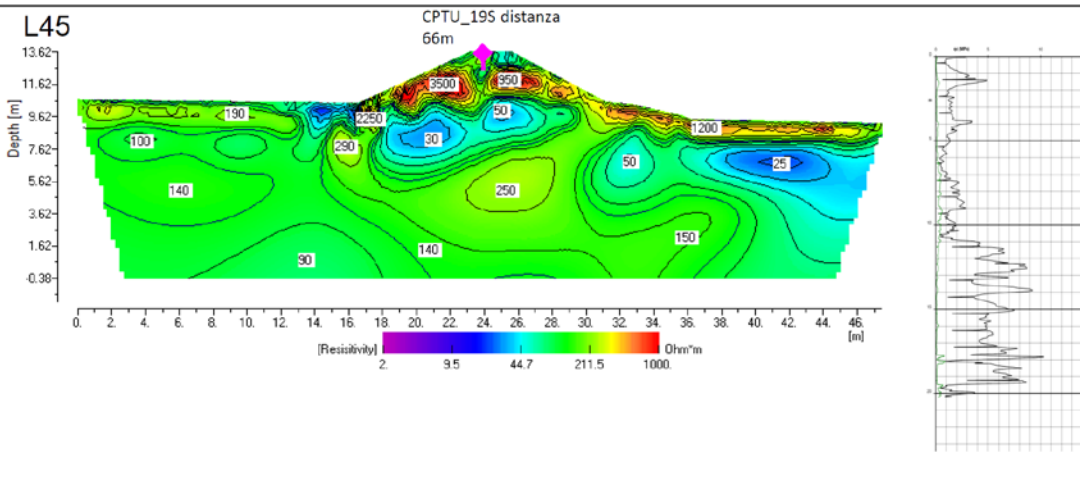 L45
CPTU_19S distanza
66m
Depth [m]
13.62
11.62
9.62
7.62
5.62
3.62
1.62
-0.38
3500
950
190
2250
50
1200
100
30
290
50
25
140
250
150
140
90
0. 2. 4. 6. 8. 10. 12. 14. 16. 18. 20. 22. 24. 26. 28. 30. 32. 34. 36. 38. 40. 42. 44. 46.
[m]
[Resisitivity]
Ohm*m
2. 9.5 44.7 211.5 1000.